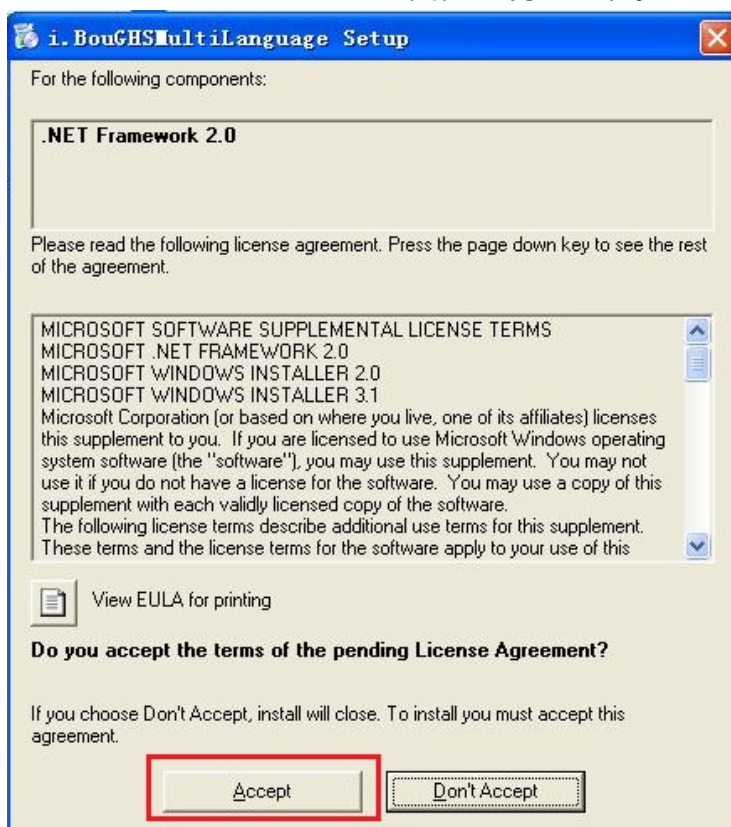 i.BouGHSMultiLanguage Setup
For the following components:
.NET Framework 2.0
Please read the following license agreement. Press the page down key to see the rest
of the agreement.
MICROSOFT SOFTWARE SUPPLEMENTAL LICENSE TERMS
MICROSOFT .NET FRAMEWORK 2.0
MICROSOFT WINDOWS INSTALLER 2.0
MICROSOFT WINDOWS INSTALLER 3.1
Microsoft Corporation (or based on where you live, one of its affiliates) licenses
this supplement to you.  If you are licensed to use Microsoft Windows operating
system software (the "software"), you may use this supplement.  You may not
use it if you do not have a license for the software.  You may use a copy of this
supplement with each validly licensed copy of the software.
The following license terms describe additional use terms for this supplement.
These terms and the license terms for the software apply to your use of this
View EULA for printing
Do you accept the terms of the pending License Agreement?
If you choose Don't Accept, install will close. To install you must accept this
agreement.
Accept
Don't Accept